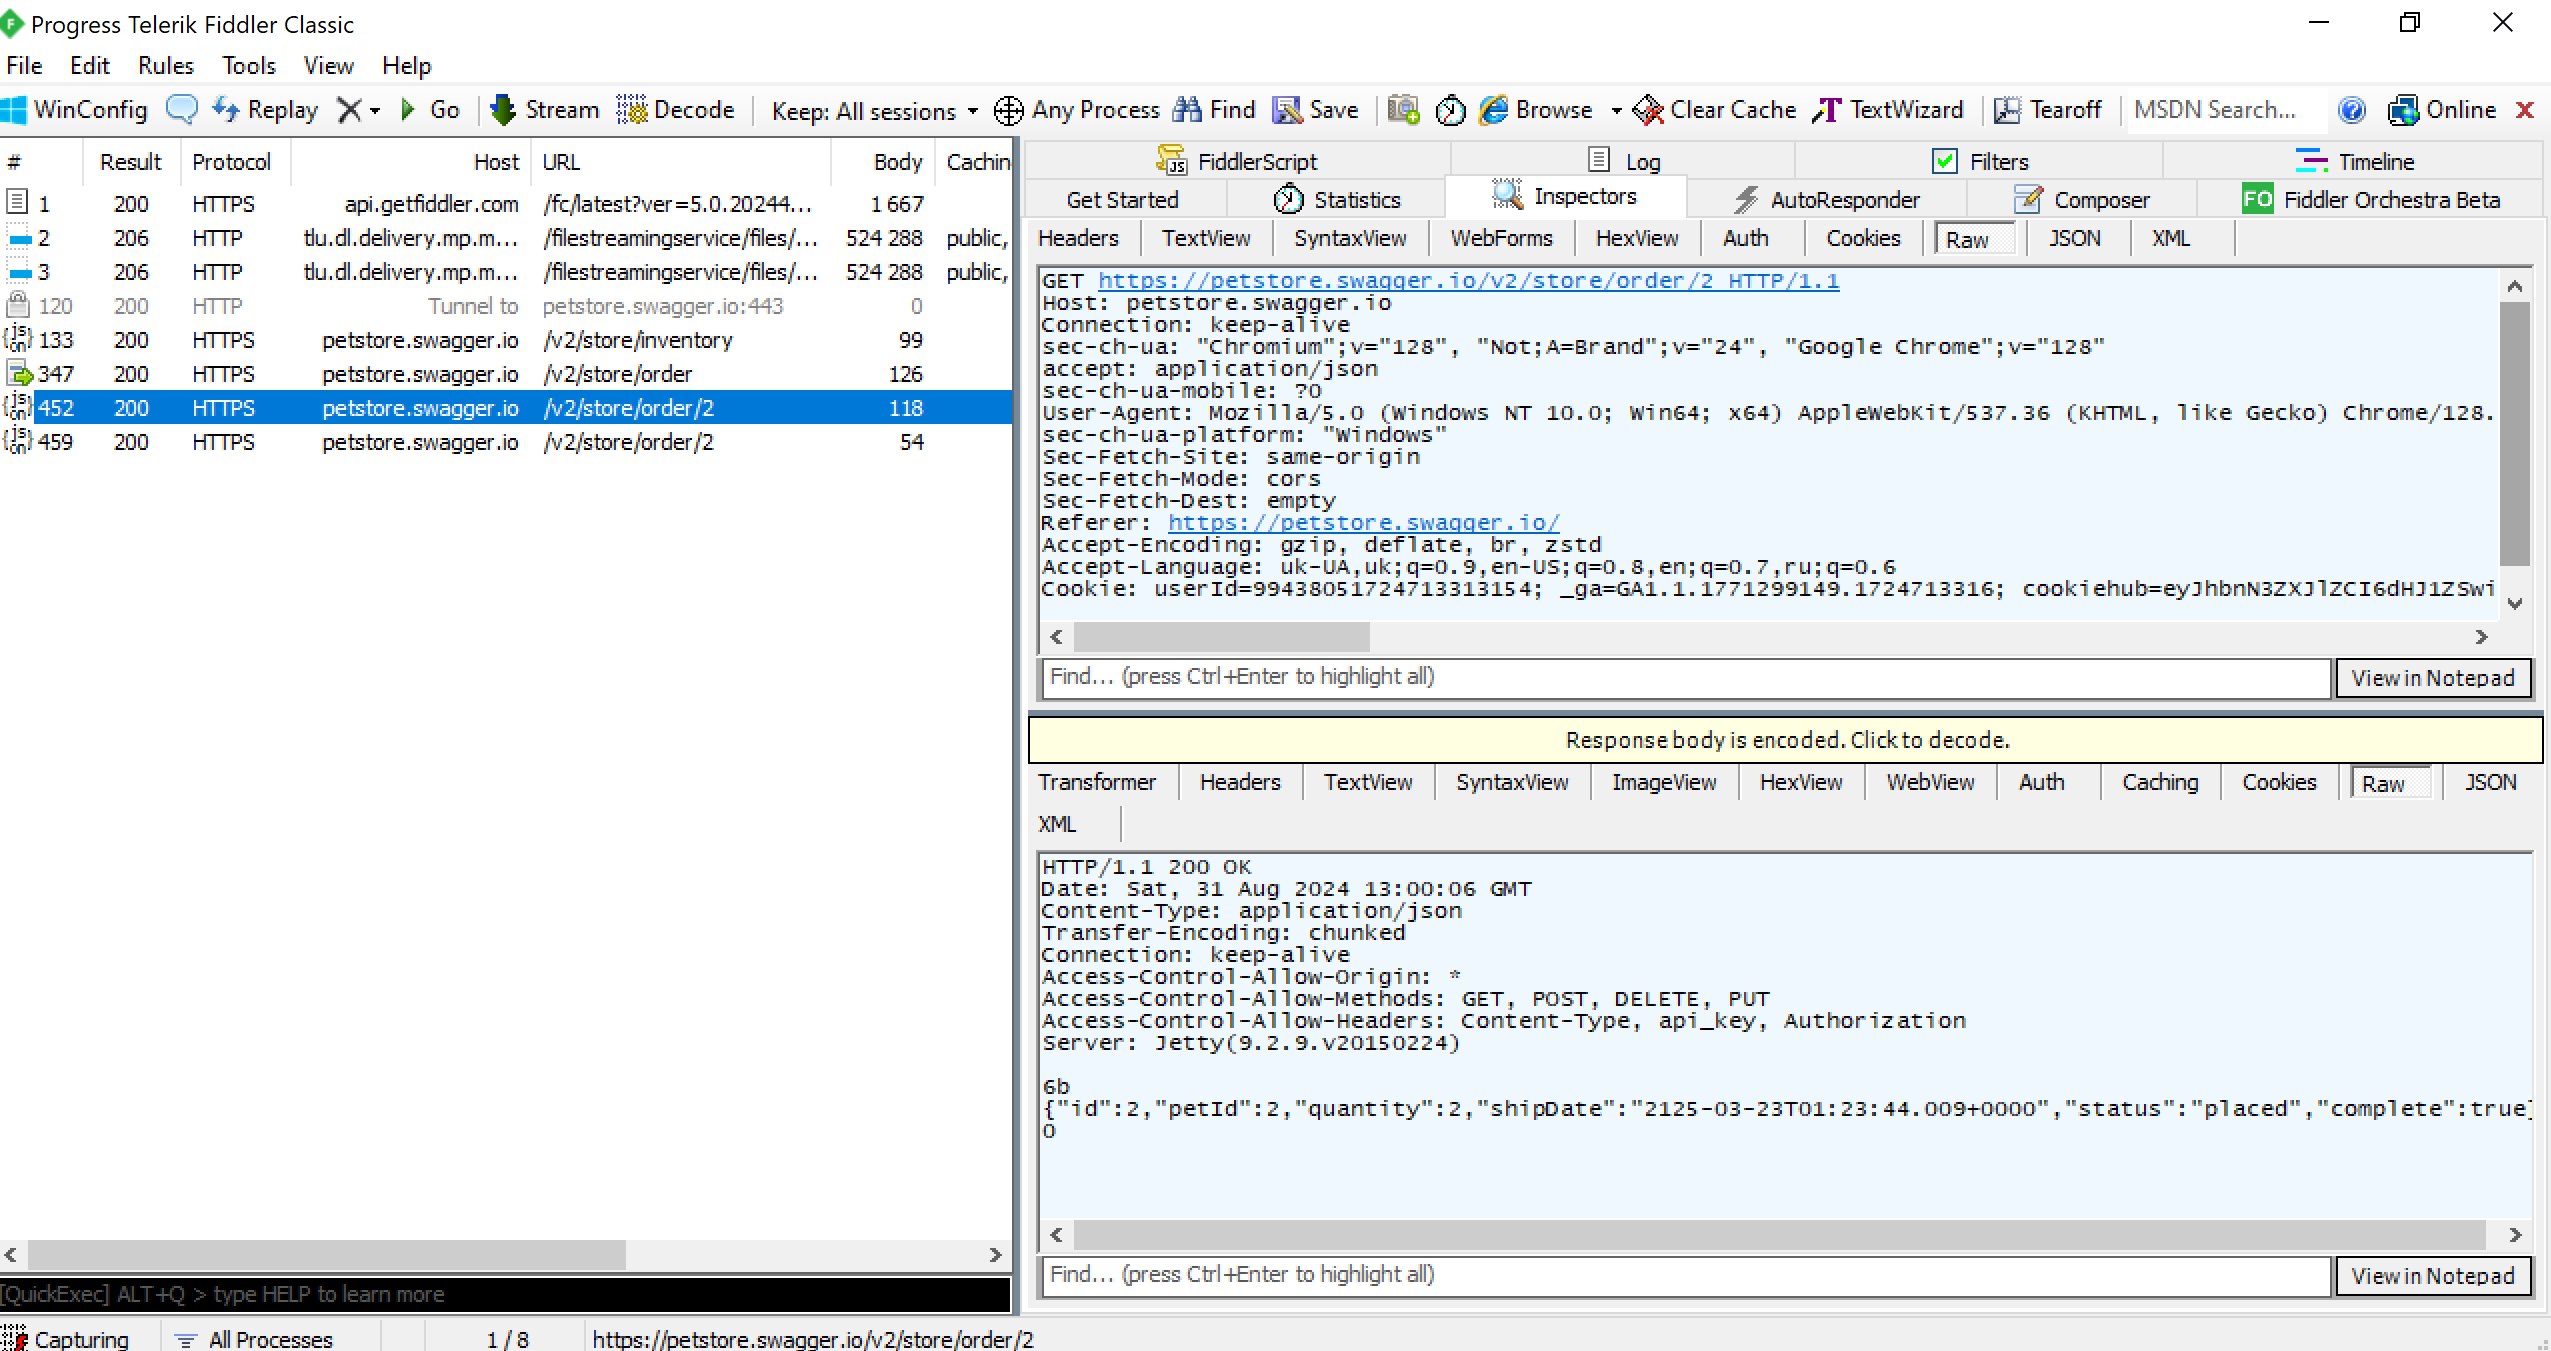 Progress Telerik Fiddler Classic
File Edit Rules Tools View Help
WinConfig Replay Go Stream Decode Keep: All sessions Any Process Find Save Browse Clear Cache TextWizard Tearoff MSDN Search... Online
# Result Protocol Host URL Body Cachin
1 200 HTTPS api.getfiddler.com /fc/latest?ver=5.0.20244... 1 667
2 206 HTTP tlu.dl.delivery.mp.m... /filestreamingservice/files/... 524 288 public,
3 206 HTTP tlu.dl.delivery.mp.m... /filestreamingservice/files/... 524 288 public,
120 200 HTTP Tunnel to petstore.swagger.io:443 0
133 200 HTTPS petstore.swagger.io /v2/store/inventory 99
347 200 HTTPS petstore.swagger.io /v2/store/order 126
452 200 HTTPS petstore.swagger.io /v2/store/order/2 118
459 200 HTTPS petstore.swagger.io /v2/store/order/2 54
[QuickExec] ALT+Q > type HELP to learn more
FiddlerScript Log Filters Timeline
Get Started Statistics Inspectors AutoResponder Composer FO Fiddler Orchestra Beta
Headers TextView SyntaxView WebForms HexView Auth Cookies Raw JSON XML
GET https://petstore.swagger.io/v2/store/order/2 HTTP/1.1
Host: petstore.swagger.io
Connection: keep-alive
sec-ch-ua: "Chromium";v="128", "Not;A=Brand";v="24", "Google Chrome";v="128"
accept: application/json
sec-ch-ua-mobile: ?0
User-Agent: Mozilla/5.0 (Windows NT 10.0; Win64; x64) AppleWebKit/537.36 (KHTML, like Gecko) Chrome/128.
sec-ch-ua-platform: "Windows"
Sec-Fetch-Site: same-origin
Sec-Fetch-Mode: cors
Sec-Fetch-Dest: empty
Referer: https://petstore.swagger.io/
Accept-Encoding: gzip, deflate, br, zstd
Accept-Language: uk-UA,uk;q=0.9,en-US;q=0.8,en;q=0.7,ru;q=0.6
Cookie: userId=99438051724713313154; _ga=GA1.1.1771299149.1724713316; cookiehub=eyJhbnN3ZXJlZCI6dHJ1ZSwi
Find... (press Ctrl+Enter to highlight all) View in Notepad
Response body is encoded. Click to decode.
Transformer Headers TextView SyntaxView ImageView HexView WebView Auth Caching Cookies Raw JSON
XML
HTTP/1.1 200 OK
Date: Sat, 31 Aug 2024 13:00:06 GMT
Content-Type: application/json
Transfer-Encoding: chunked
Connection: keep-alive
Access-Control-Allow-Origin: *
Access-Control-Allow-Methods: GET, POST, DELETE, PUT
Access-Control-Allow-Headers: Content-Type, api_key, Authorization
Server: Jetty(9.2.9.v20150224)
6b
{"id":2,"petId":2,"quantity":2,"shipDate":"2125-03-23T01:23:44.009+0000","status":"placed","complete":true}
0
Find... (press Ctrl+Enter to highlight all) View in Notepad
Capturing All Processes 1 / 8 https://petstore.swagger.io/v2/store/order/2